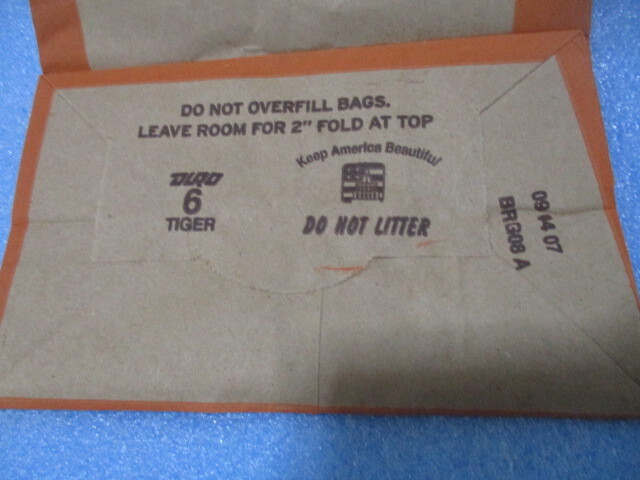 DO NOT OVERFILL BAGS.
LEAVE ROOM FOR 2" FOLD AT TOP
Keep America Beautiful
DURO
6
TIGER
DO NOT LITTER
09 14 07
BRG08 A